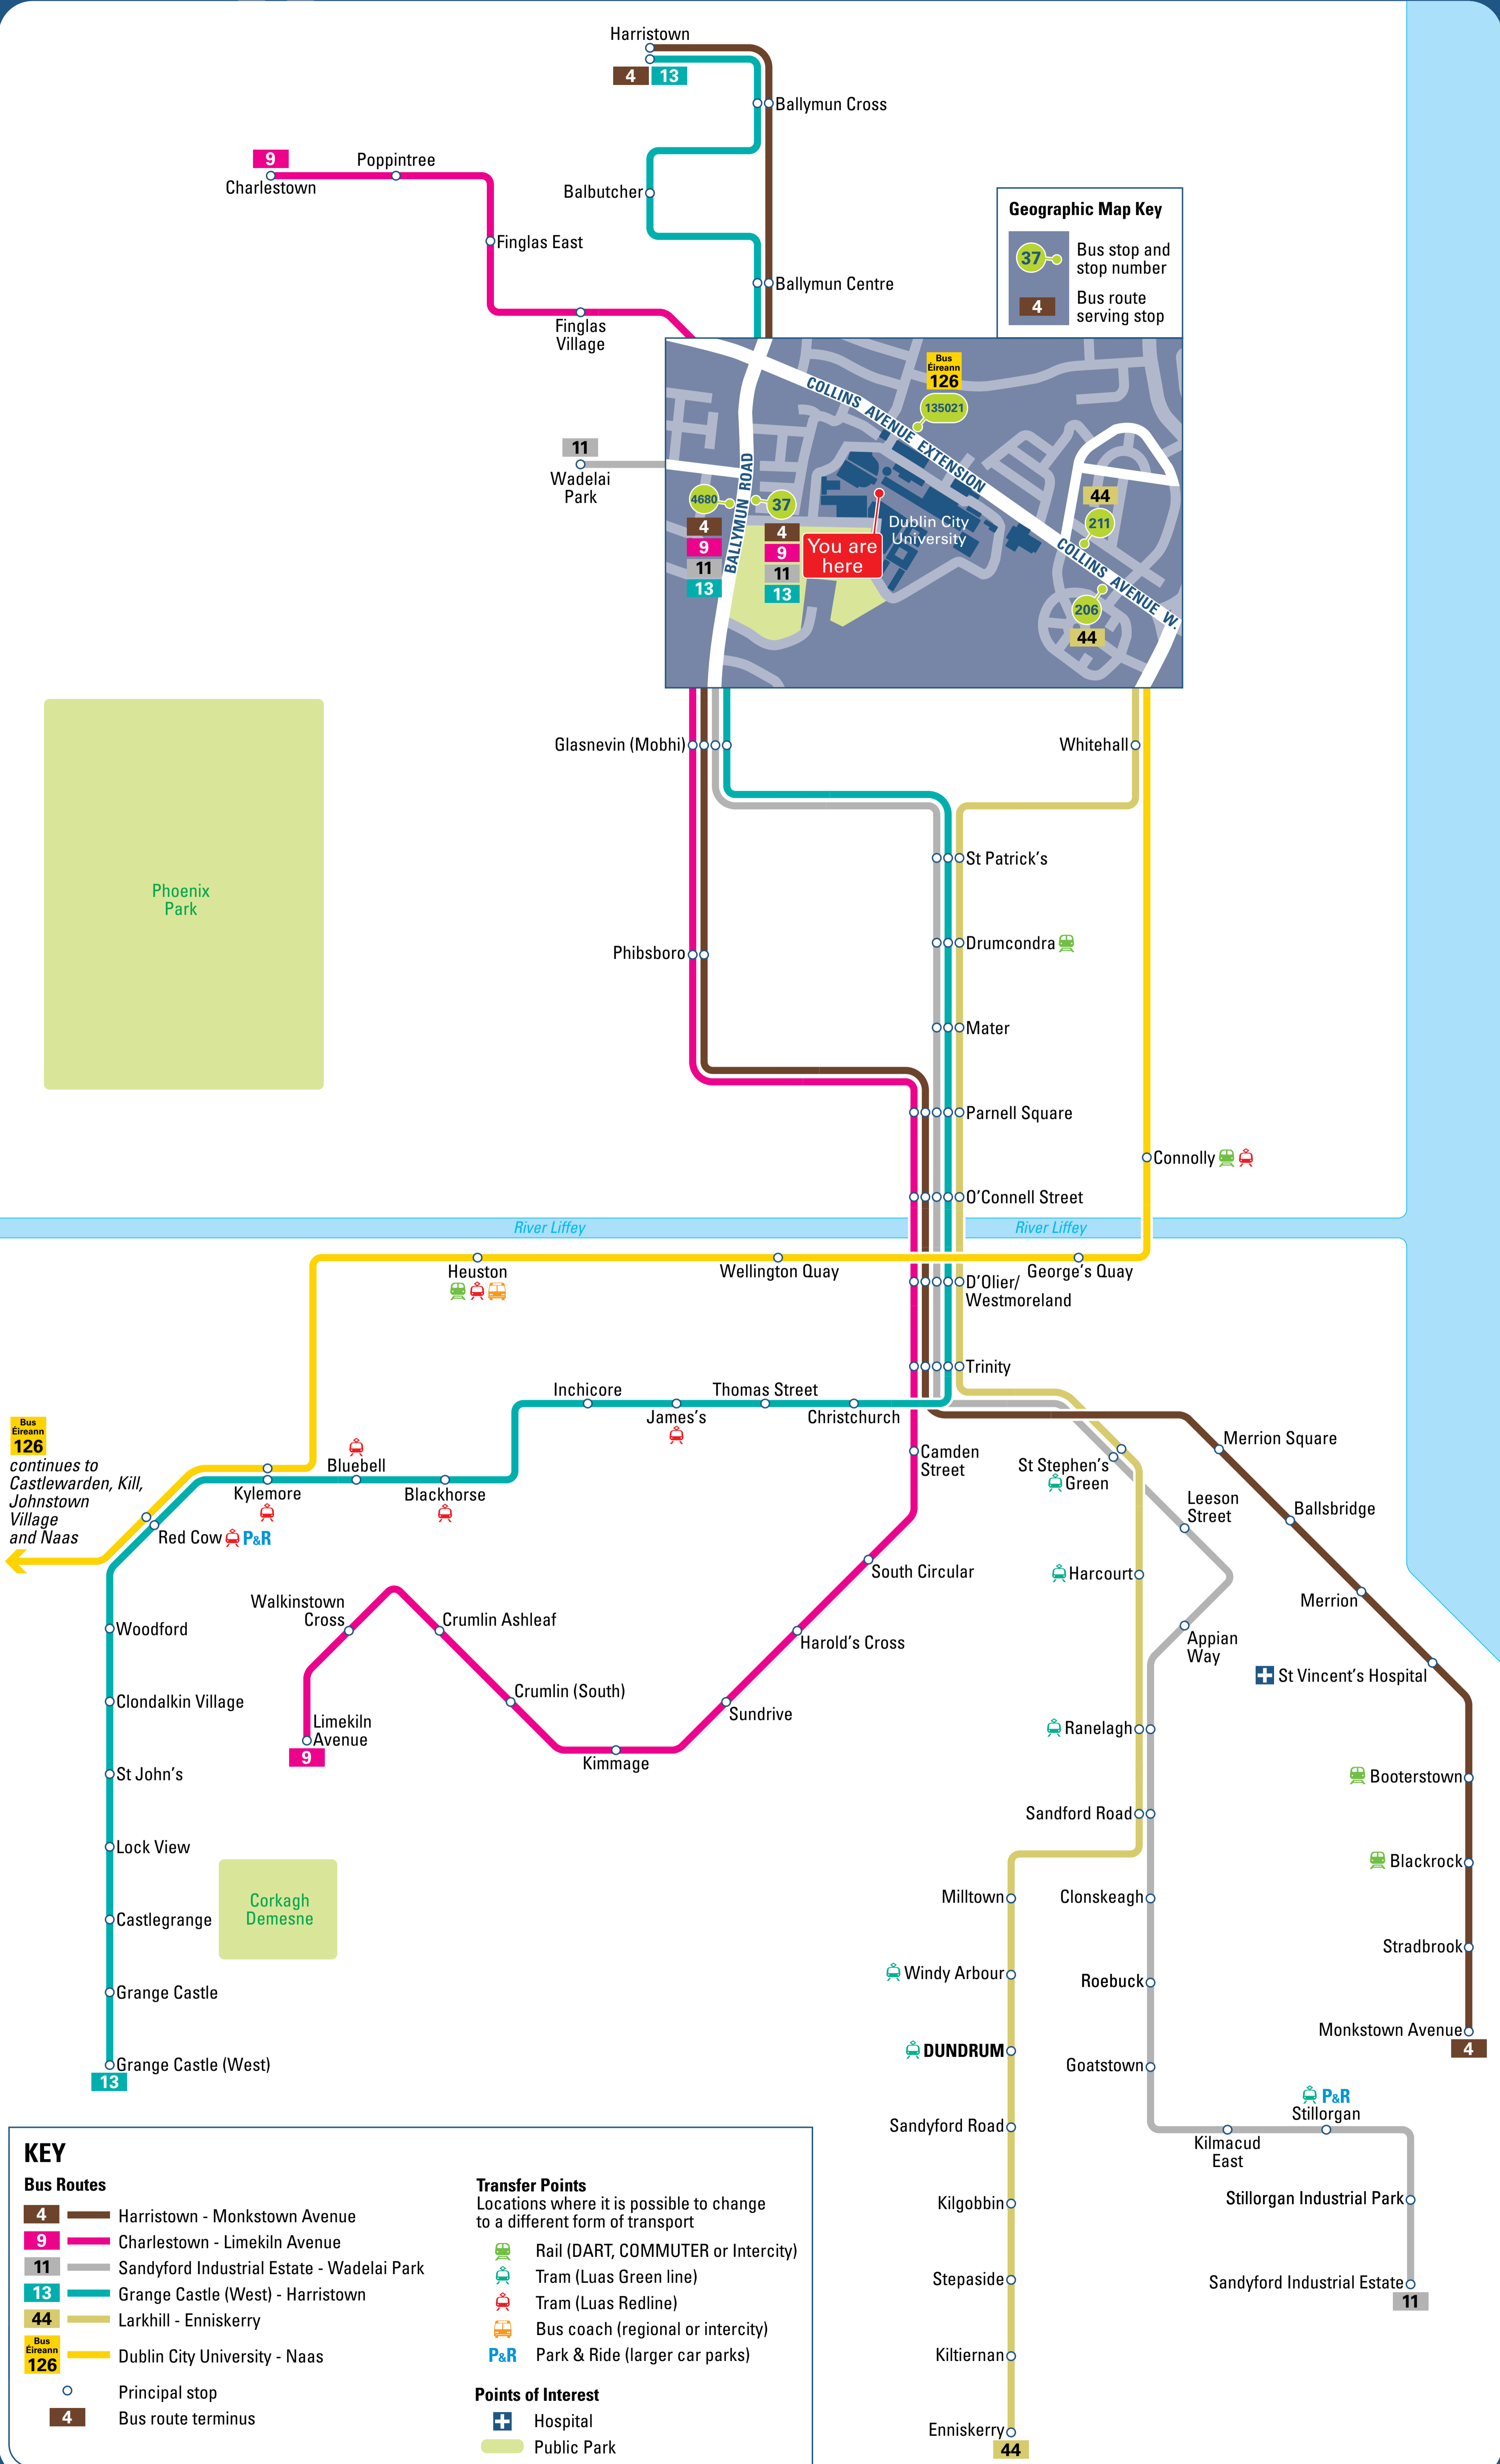 Harristown
4 13
Ballymun Cross
9
Poppintree
Charlestown
Balbutcher
Finglas East
Ballymun Centre
Finglas
Village
Geographic Map Key
37
Bus stop and
stop number
4
Bus route
serving stop
Bus
Éireann
126
135021
COLLINS AVENUE EXTENSION
11
Wadelai
Park
BALLYMUN ROAD
4680
4
9
11
13
37
4
9
11
13
You are
here
Dublin City
University
44
211
COLLINS AVENUE W.
206
44
Glasnevin (Mobhi)
Whitehall
St Patrick's
Phoenix
Park
Phibsboro
Drumcondra
Mater
Parnell Square
Connolly
O'Connell Street
River Liffey
River Liffey
Heuston
Wellington Quay
George's Quay
D'Olier/
Westmoreland
Trinity
Inchicore
Thomas Street
James's
Christchurch
Bus
Éireann
126
continues to
Castlewarden, Kill,
Johnstown
Village
and Naas
Bluebell
Kylemore
Blackhorse
Red Cow P&R
Camden
Street
St Stephen's
Green
Merrion Square
Leeson
Street
Ballsbridge
South Circular
Harcourt
Merrion
Walkinstown
Cross
Crumlin Ashleaf
Woodford
Harold's Cross
Appian
Way
St Vincent's Hospital
Clondalkin Village
Crumlin (South)
Sundrive
Limekiln
Avenue
9
Kimmage
Ranelagh
St John's
Booterstown
Sandford Road
Lock View
Blackrock
Corkagh
Demesne
Milltown
Clonskeagh
Castlegrange
Stradbrook
Windy Arbour
Roebuck
Grange Castle
Monkstown Avenue
4
DUNDRUM
Goatstown
Grange Castle (West)
13
P&R
Stillorgan
Sandyford Road
Kilmacud
East
Kilgobbin
Stillorgan Industrial Park
Stepaside
Sandyford Industrial Estate
11
Kiltiernan
Enniskerry
44
KEY
Bus Routes
4 Harristown - Monkstown Avenue
9 Charlestown - Limekiln Avenue
11 Sandyford Industrial Estate - Wadelai Park
13 Grange Castle (West) - Harristown
44 Larkhill - Enniskerry
Bus
Éireann
126 Dublin City University - Naas
Principal stop
4 Bus route terminus
Transfer Points
Locations where it is possible to change
to a different form of transport
Rail (DART, COMMUTER or Intercity)
Tram (Luas Green line)
Tram (Luas Redline)
Bus coach (regional or intercity)
P&R Park & Ride (larger car parks)
Points of Interest
Hospital
Public Park